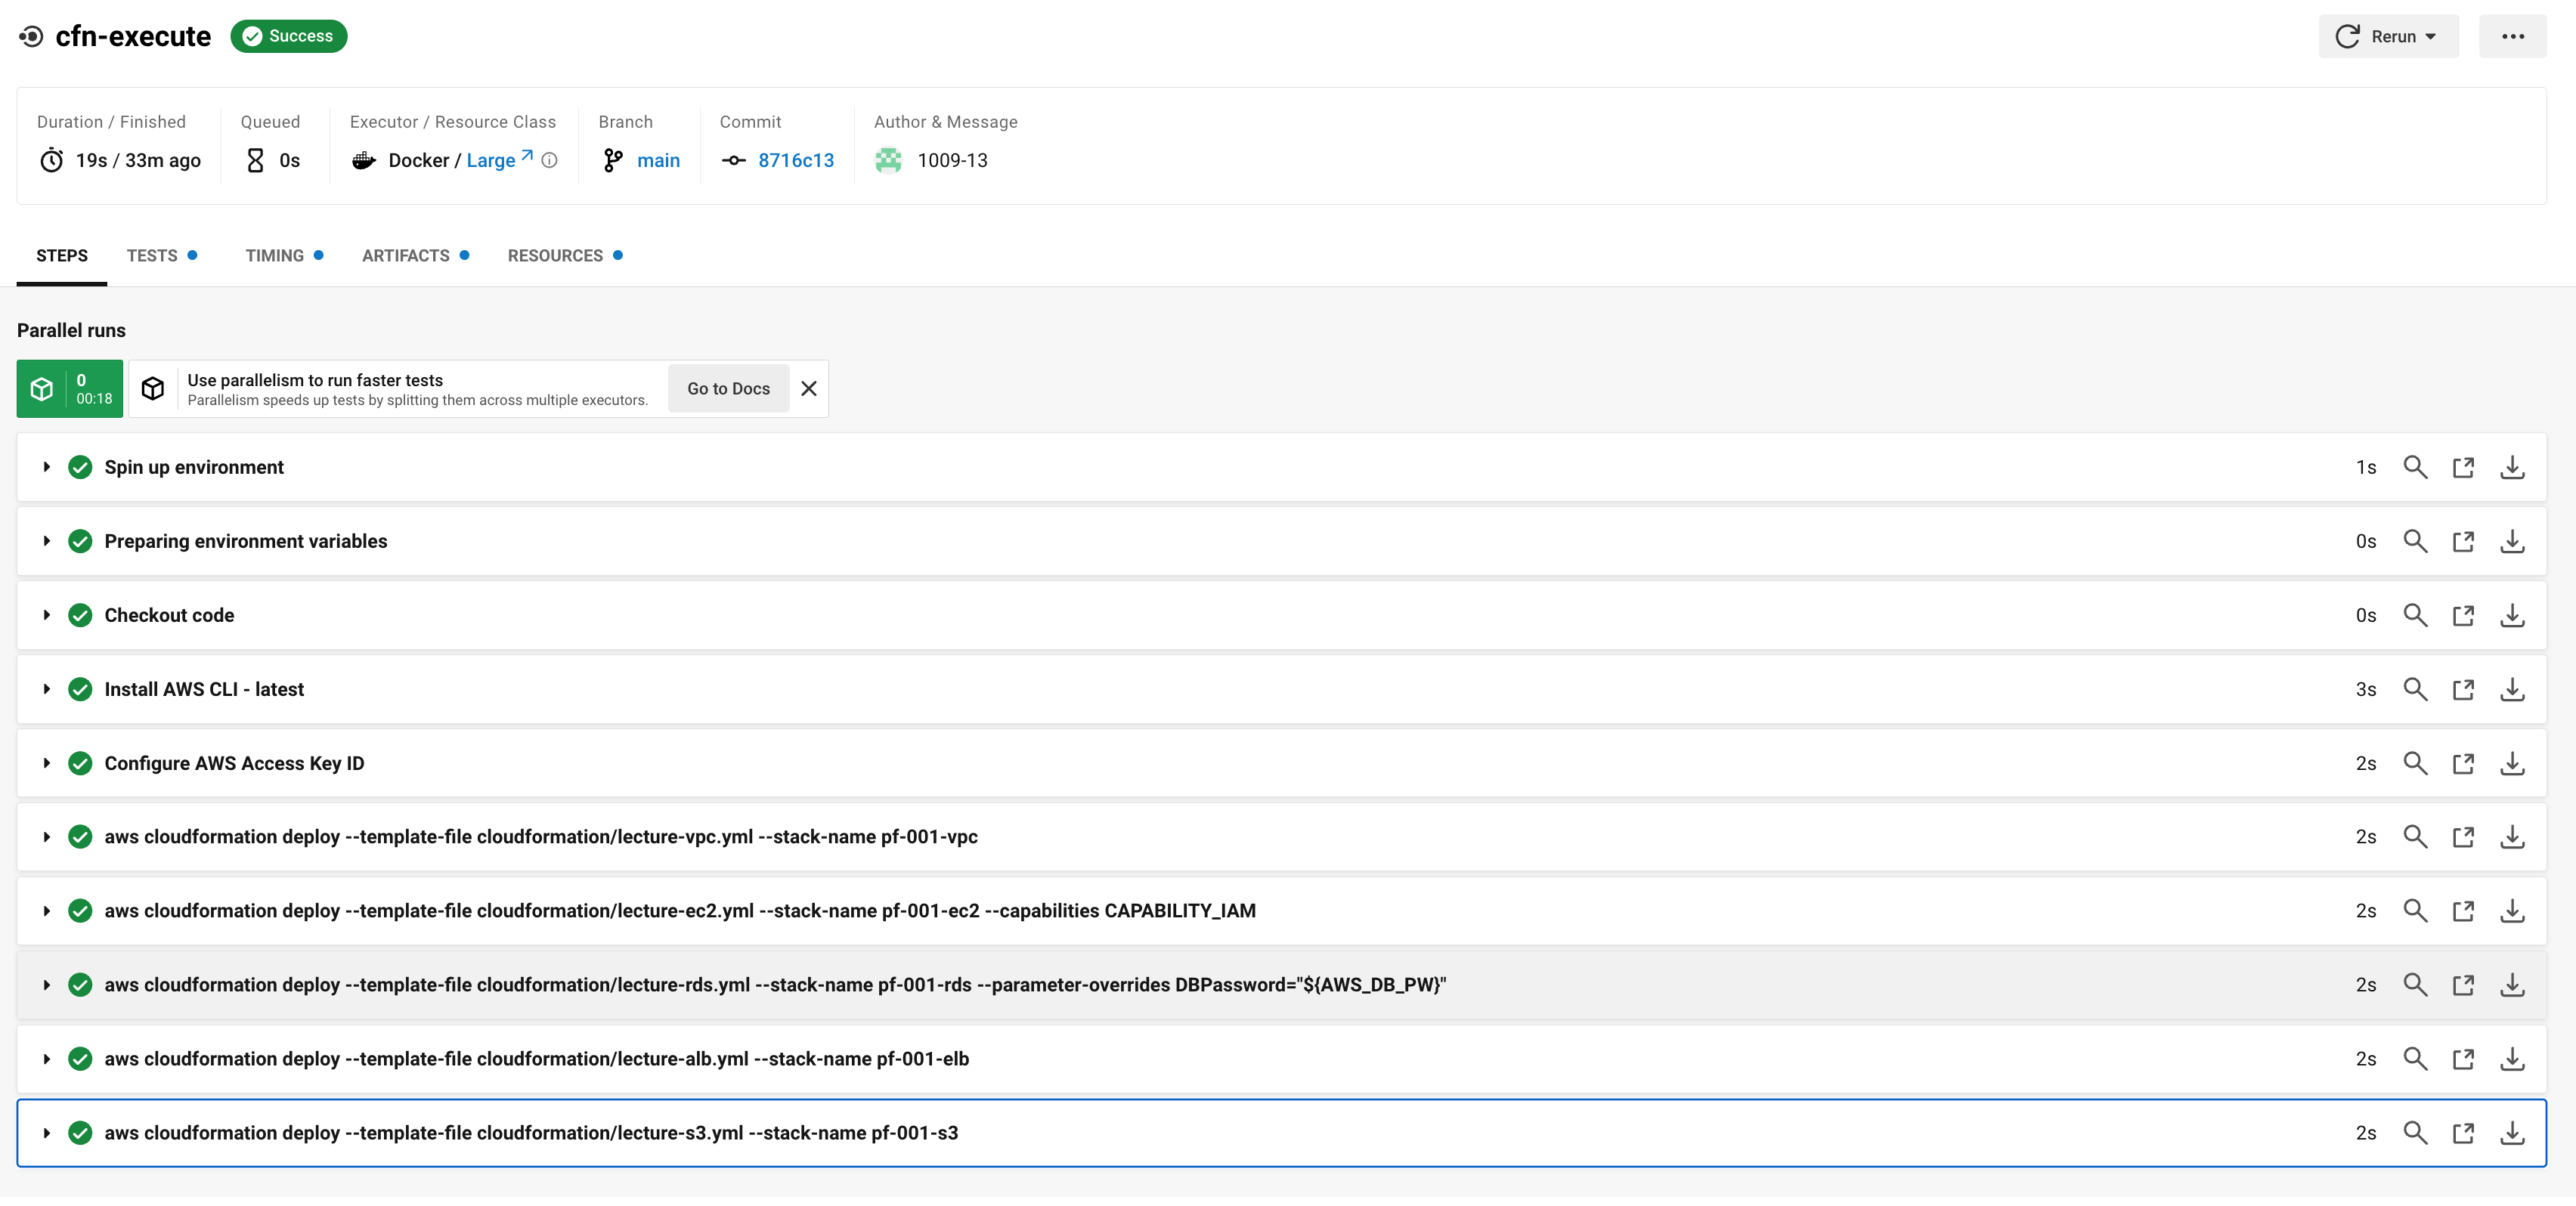 cfn-execute Success Rerun
Duration / Finished Queued Executor / Resource Class Branch Commit Author & Message
19s / 33m ago 0s Docker / Large main 8716c13 1009-13
STEPS TESTS TIMING ARTIFACTS RESOURCES
Parallel runs
0
00:18
Use parallelism to run faster tests
Parallelism speeds up tests by splitting them across multiple executors.
Go to Docs
Spin up environment 1s
Preparing environment variables 0s
Checkout code 0s
Install AWS CLI - latest 3s
Configure AWS Access Key ID 2s
aws cloudformation deploy --template-file cloudformation/lecture-vpc.yml --stack-name pf-001-vpc 2s
aws cloudformation deploy --template-file cloudformation/lecture-ec2.yml --stack-name pf-001-ec2 --capabilities CAPABILITY_IAM 2s
aws cloudformation deploy --template-file cloudformation/lecture-rds.yml --stack-name pf-001-rds --parameter-overrides DBPassword="${AWS_DB_PW}" 2s
aws cloudformation deploy --template-file cloudformation/lecture-alb.yml --stack-name pf-001-elb 2s
aws cloudformation deploy --template-file cloudformation/lecture-s3.yml --stack-name pf-001-s3 2s